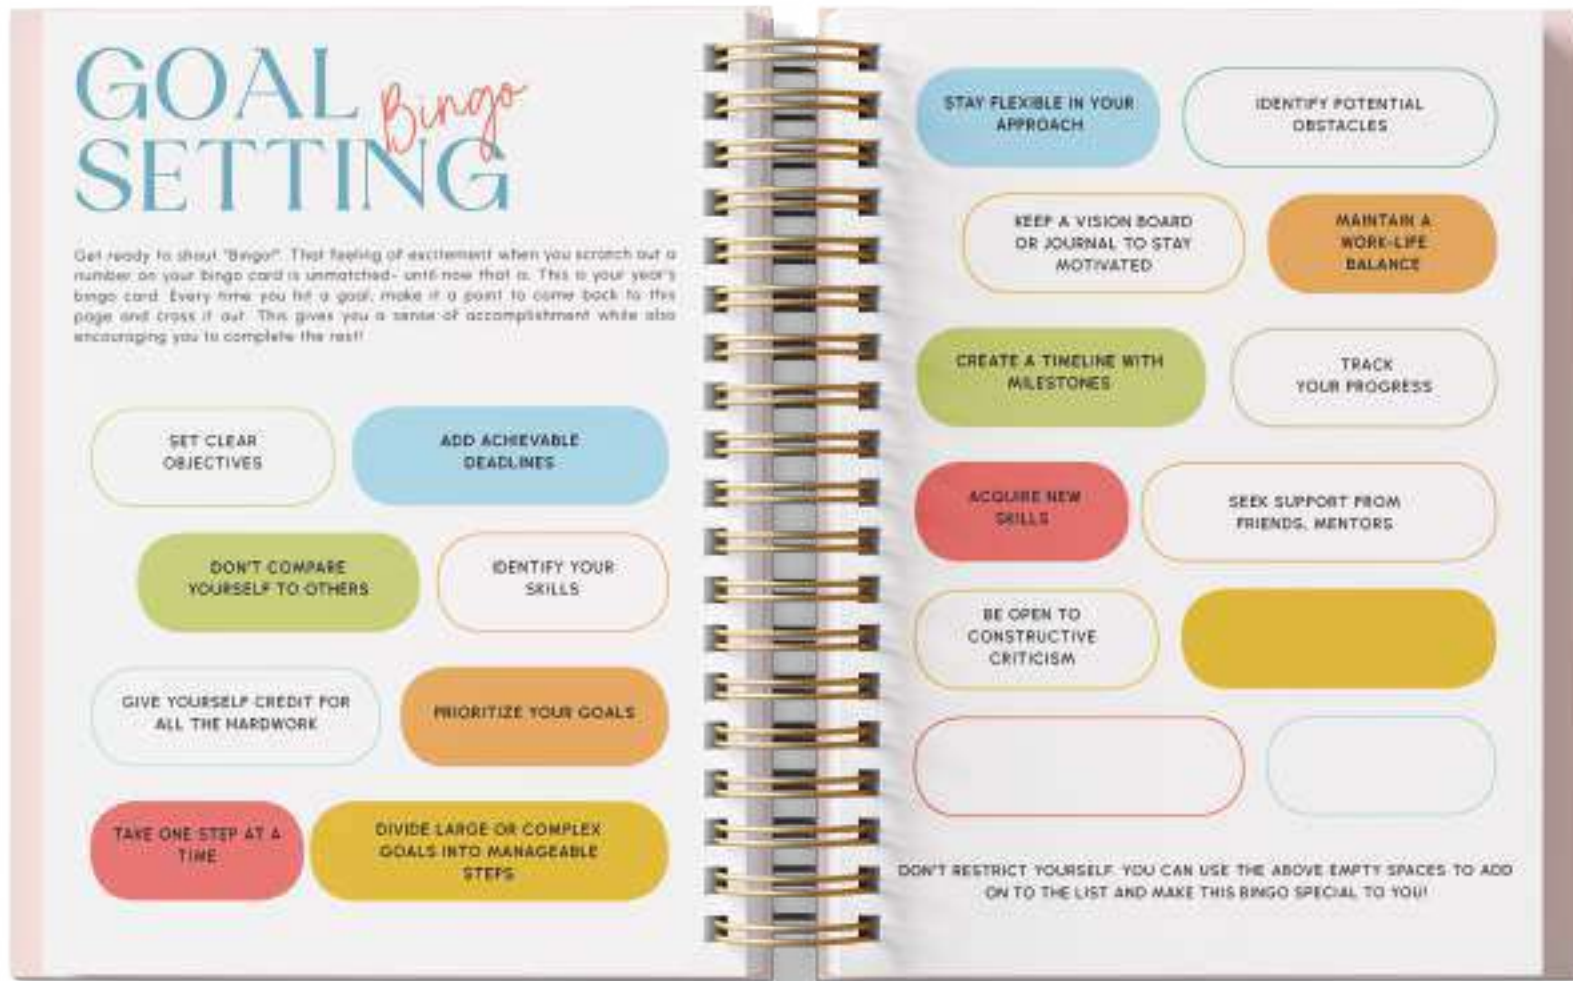 GOAL
Bingo
SETTING
Get ready to shout "Bingo!". That feeling of excitement when you scratch out a
number on your bingo card is unmatched- until now that is. This is your year's
bingo card. Every time you hit a goal, make it a point to come back to this
page and cross it out. This gives you a sense of accomplishment while also
encouraging you to complete the rest!
SET CLEAR
OBJECTIVES
ADD ACHIEVABLE
DEADLINES
DON'T COMPARE
YOURSELF TO OTHERS
IDENTIFY YOUR
SKILLS
GIVE YOURSELF CREDIT FOR
ALL THE HARDWORK
PRIORITIZE YOUR GOALS
TAKE ONE STEP AT A
TIME
DIVIDE LARGE OR COMPLEX
GOALS INTO MANAGEABLE
STEPS
STAY FLEXIBLE IN YOUR
APPROACH
IDENTIFY POTENTIAL
OBSTACLES
KEEP A VISION BOARD
OR JOURNAL TO STAY
MOTIVATED
MAINTAIN A
WORK-LIFE
BALANCE
CREATE A TIMELINE WITH
MILESTONES
TRACK
YOUR PROGRESS
ACQUIRE NEW
SKILLS
SEEK SUPPORT FROM
FRIENDS, MENTORS
BE OPEN TO
CONSTRUCTIVE
CRITICISM
DON'T RESTRICT YOURSELF. YOU CAN USE THE ABOVE EMPTY SPACES TO ADD
ON TO THE LIST AND MAKE THIS BINGO SPECIAL TO YOU!